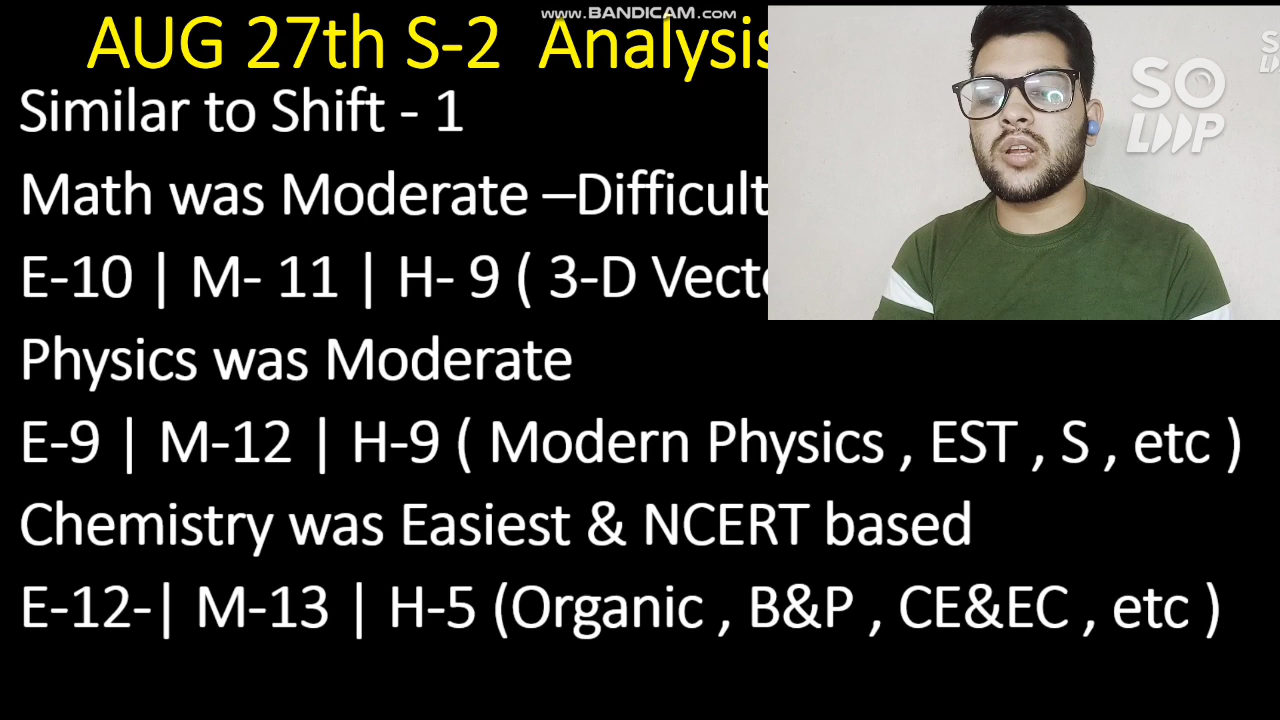 www.BANDICAM.com
AUG 27th S-2 Analysis
Similar to Shift - 1
Math was Moderate –Difficult
E-10 | M- 11 | H- 9 ( 3-D
Physics was Moderate
E-9 | M-12 | H-9 ( Modern Physics , EST , S , etc )
Chemistry was Easiest & NCERT based
E-12-| M-13 | H-5 (Organic , B&P , CE&EC , etc )
SO
LOOP